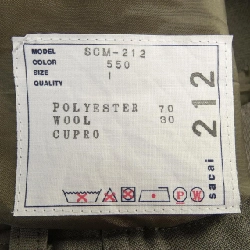 MODEL SCM-212
COLOR 550
SIZE 1
QUALITY
POLYESTER 70
WOOL 30
CUPRO
212
sacai
P W